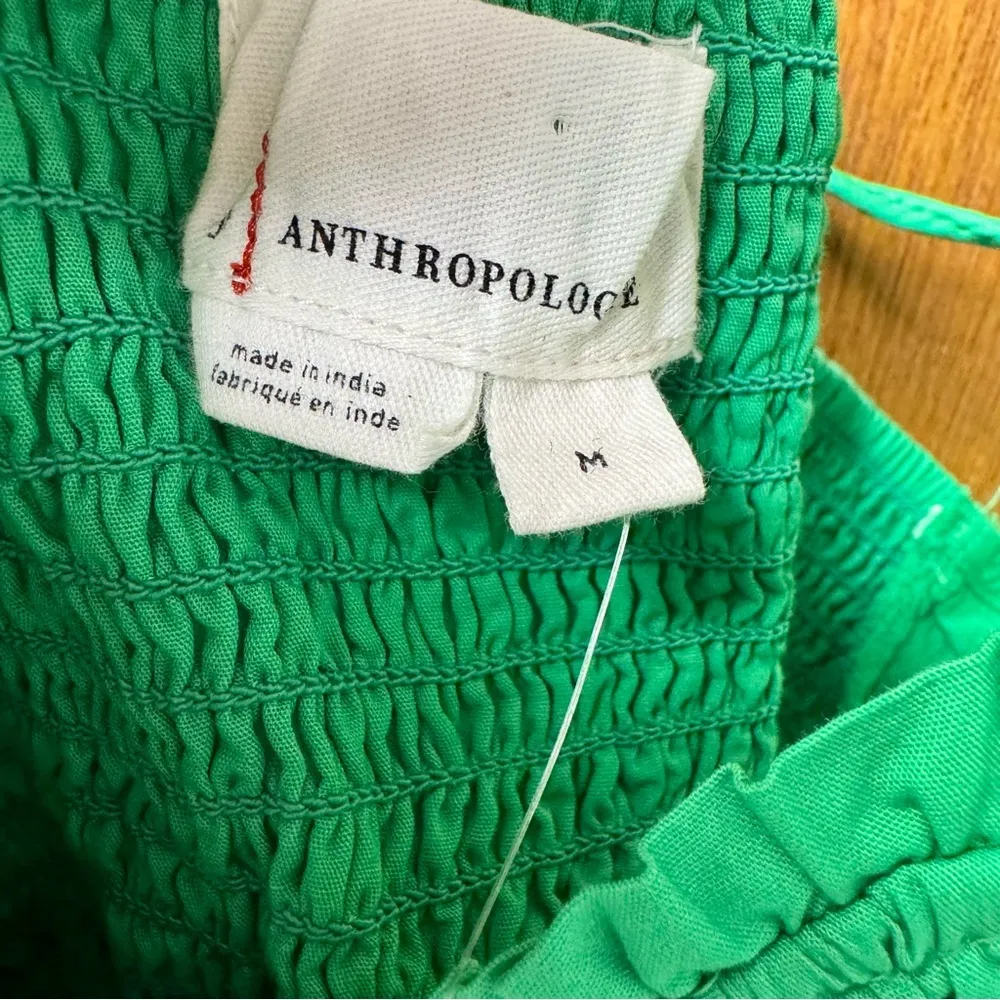 ANTHROPOLOGIE
made in india
fabriqué en inde
M